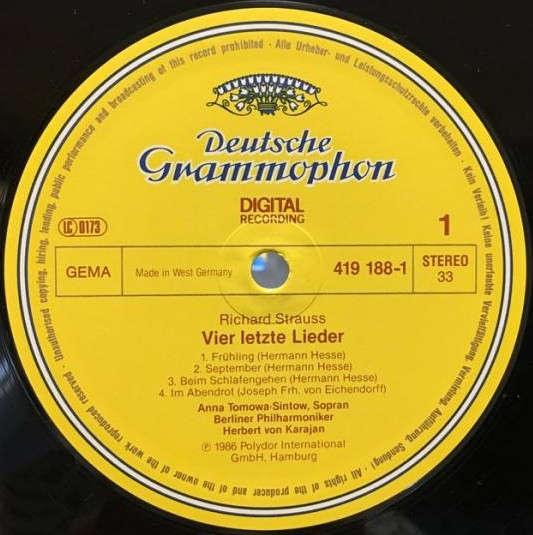 Unauthorised copying, hiring, lending, public performance and broadcasting of this record prohibited · Alle Urheber- und Leistungsschutzrechte vorbehalten · Kein Verleih! Keine unerlaubte Vervielfältigung, Vermietung, Aufführung, Sendung! · All rights of the producer and of the owner of the work reproduced reserved ·
Deutsche
Grammophon
DIGITAL
RECORDING
LC 0173
1
GEMA
Made in West Germany
419 188-1
STEREO
33
Richard Strauss
Vier letzte Lieder
1. Frühling (Hermann Hesse)
2. September (Hermann Hesse)
3. Beim Schlafengehen (Hermann Hesse)
4. Im Abendrot (Joseph Frh. von Eichendorff)
Anna Tomowa-Sintow, Sopran
Berliner Philharmoniker
Herbert von Karajan
℗ 1986 Polydor International
GmbH, Hamburg